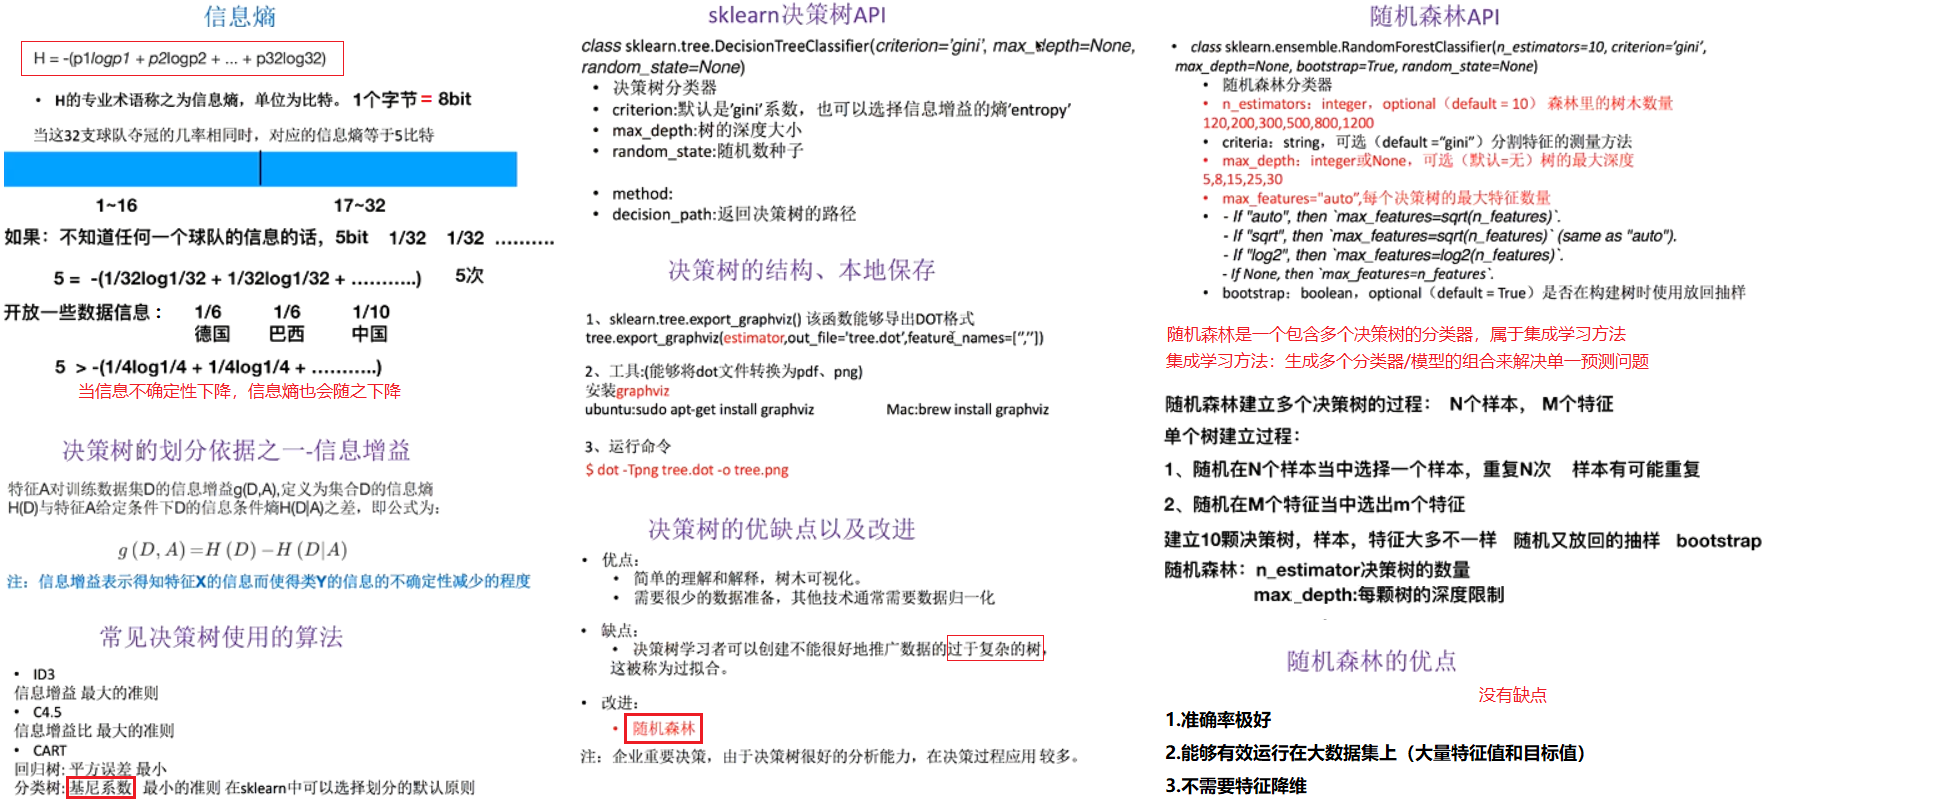 信息熵
H = -(p1logp1 + p2logp2 + ... + p32log32)
• H的专业术语称之为信息熵，单位为比特。 1个字节 = 8bit
当这32支球队夺冠的几率相同时，对应的信息熵等于5比特
1~16 17~32
如果：不知道任何一个球队的信息的话，5bit 1/32 1/32 ..........
5 = -(1/32log1/32 + 1/32log1/32 + ………..) 5次
开放一些数据信息： 1/6 1/6 1/10
德国 巴西 中国
5 > -(1/4log1/4 + 1/4log1/4 + ………..)
当信息不确定性下降，信息熵也会随之下降
决策树的划分依据之一-信息增益
特征A对训练数据集D的信息增益g(D,A),定义为集合D的信息熵
H(D)与特征A给定条件下D的信息条件熵H(D|A)之差，即公式为：
g (D, A) =H (D) −H (D|A)
注：信息增益表示得知特征X的信息而使得类Y的信息的不确定性减少的程度
常见决策树使用的算法
• ID3
信息增益 最大的准则
• C4.5
信息增益比 最大的准则
• CART
回归树: 平方误差 最小
分类树: 基尼系数 最小的准则 在sklearn中可以选择划分的默认原则
sklearn决策树API
class sklearn.tree.DecisionTreeClassifier(criterion='gini', max_depth=None,
random_state=None)
• 决策树分类器
• criterion:默认是'gini'系数，也可以选择信息增益的熵'entropy'
• max_depth:树的深度大小
• random_state:随机数种子
• method:
• decision_path:返回决策树的路径
决策树的结构、本地保存
1、sklearn.tree.export_graphviz() 该函数能够导出DOT格式
tree.export_graphviz(estimator,out_file='tree.dot',feature_names=['',''])
2、工具:(能够将dot文件转换为pdf、png)
安装graphviz
ubuntu:sudo apt-get install graphviz Mac:brew install graphviz
3、运行命令
$ dot -Tpng tree.dot -o tree.png
决策树的优缺点以及改进
• 优点：
• 简单的理解和解释，树木可视化。
• 需要很少的数据准备，其他技术通常需要数据归一化
• 缺点：
• 决策树学习者可以创建不能很好地推广数据的过于复杂的树，
这被称为过拟合。
• 改进：
• 随机森林
注：企业重要决策，由于决策树很好的分析能力，在决策过程应用 较多。
随机森林API
• class sklearn.ensemble.RandomForestClassifier(n_estimators=10, criterion='gini',
max_depth=None, bootstrap=True, random_state=None)
• 随机森林分类器
• n_estimators：integer，optional（default = 10） 森林里的树木数量
120,200,300,500,800,1200
• criteria：string，可选（default ="gini"）分割特征的测量方法
• max_depth：integer或None，可选（默认=无）树的最大深度
5,8,15,25,30
• max_features="auto",每个决策树的最大特征数量
• - If "auto", then `max_features=sqrt(n_features)`.
- If "sqrt", then `max_features=sqrt(n_features)` (same as "auto").
- If "log2", then `max_features=log2(n_features)`.
- If None, then `max_features=n_features`.
• bootstrap：boolean，optional（default = True）是否在构建树时使用放回抽样
随机森林是一个包含多个决策树的分类器，属于集成学习方法
集成学习方法：生成多个分类器/模型的组合来解决单一预测问题
随机森林建立多个决策树的过程： N个样本， M个特征
单个树建立过程：
1、随机在N个样本当中选择一个样本，重复N次 样本有可能重复
2、随机在M个特征当中选出m个特征
建立10颗决策树，样本，特征大多不一样 随机又放回的抽样 bootstrap
随机森林：n_estimator决策树的数量
max_depth:每颗树的深度限制
随机森林的优点
没有缺点
1.准确率极好
2.能够有效运行在大数据集上（大量特征值和目标值）
3.不需要特征降维